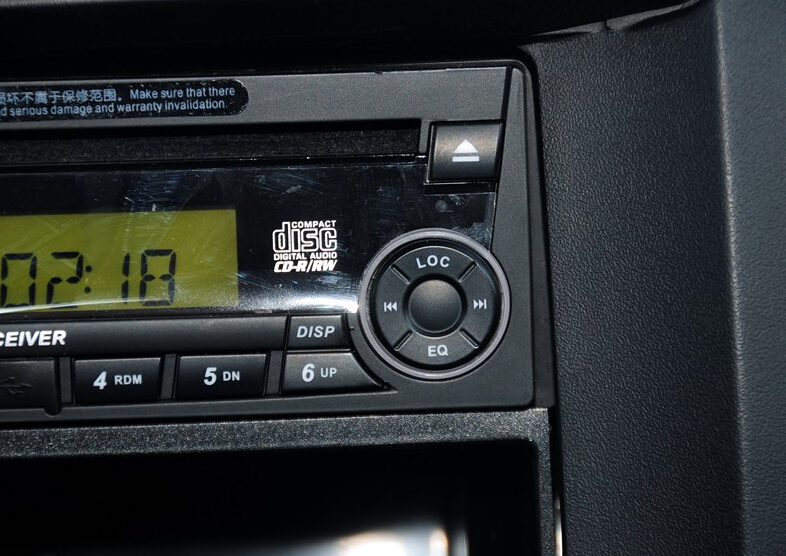 坏不属于保修范围。Make sure that there
serious damage and warranty invalidation.
COMPACT
disc
DIGITAL AUDIO
CD-R/RW
02:18
LOC
EQ
DISP
4 RDM
5 DN
6 UP